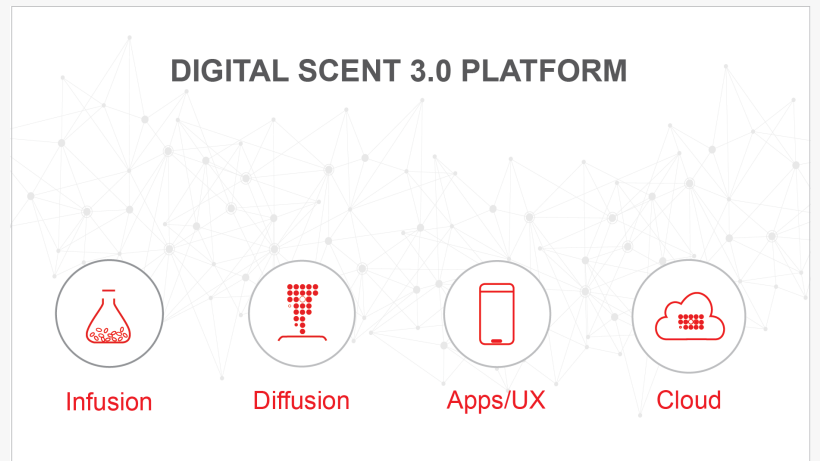 DIGITAL SCENT 3.0 PLATFORM
Infusion
Diffusion
Apps/UX
Cloud